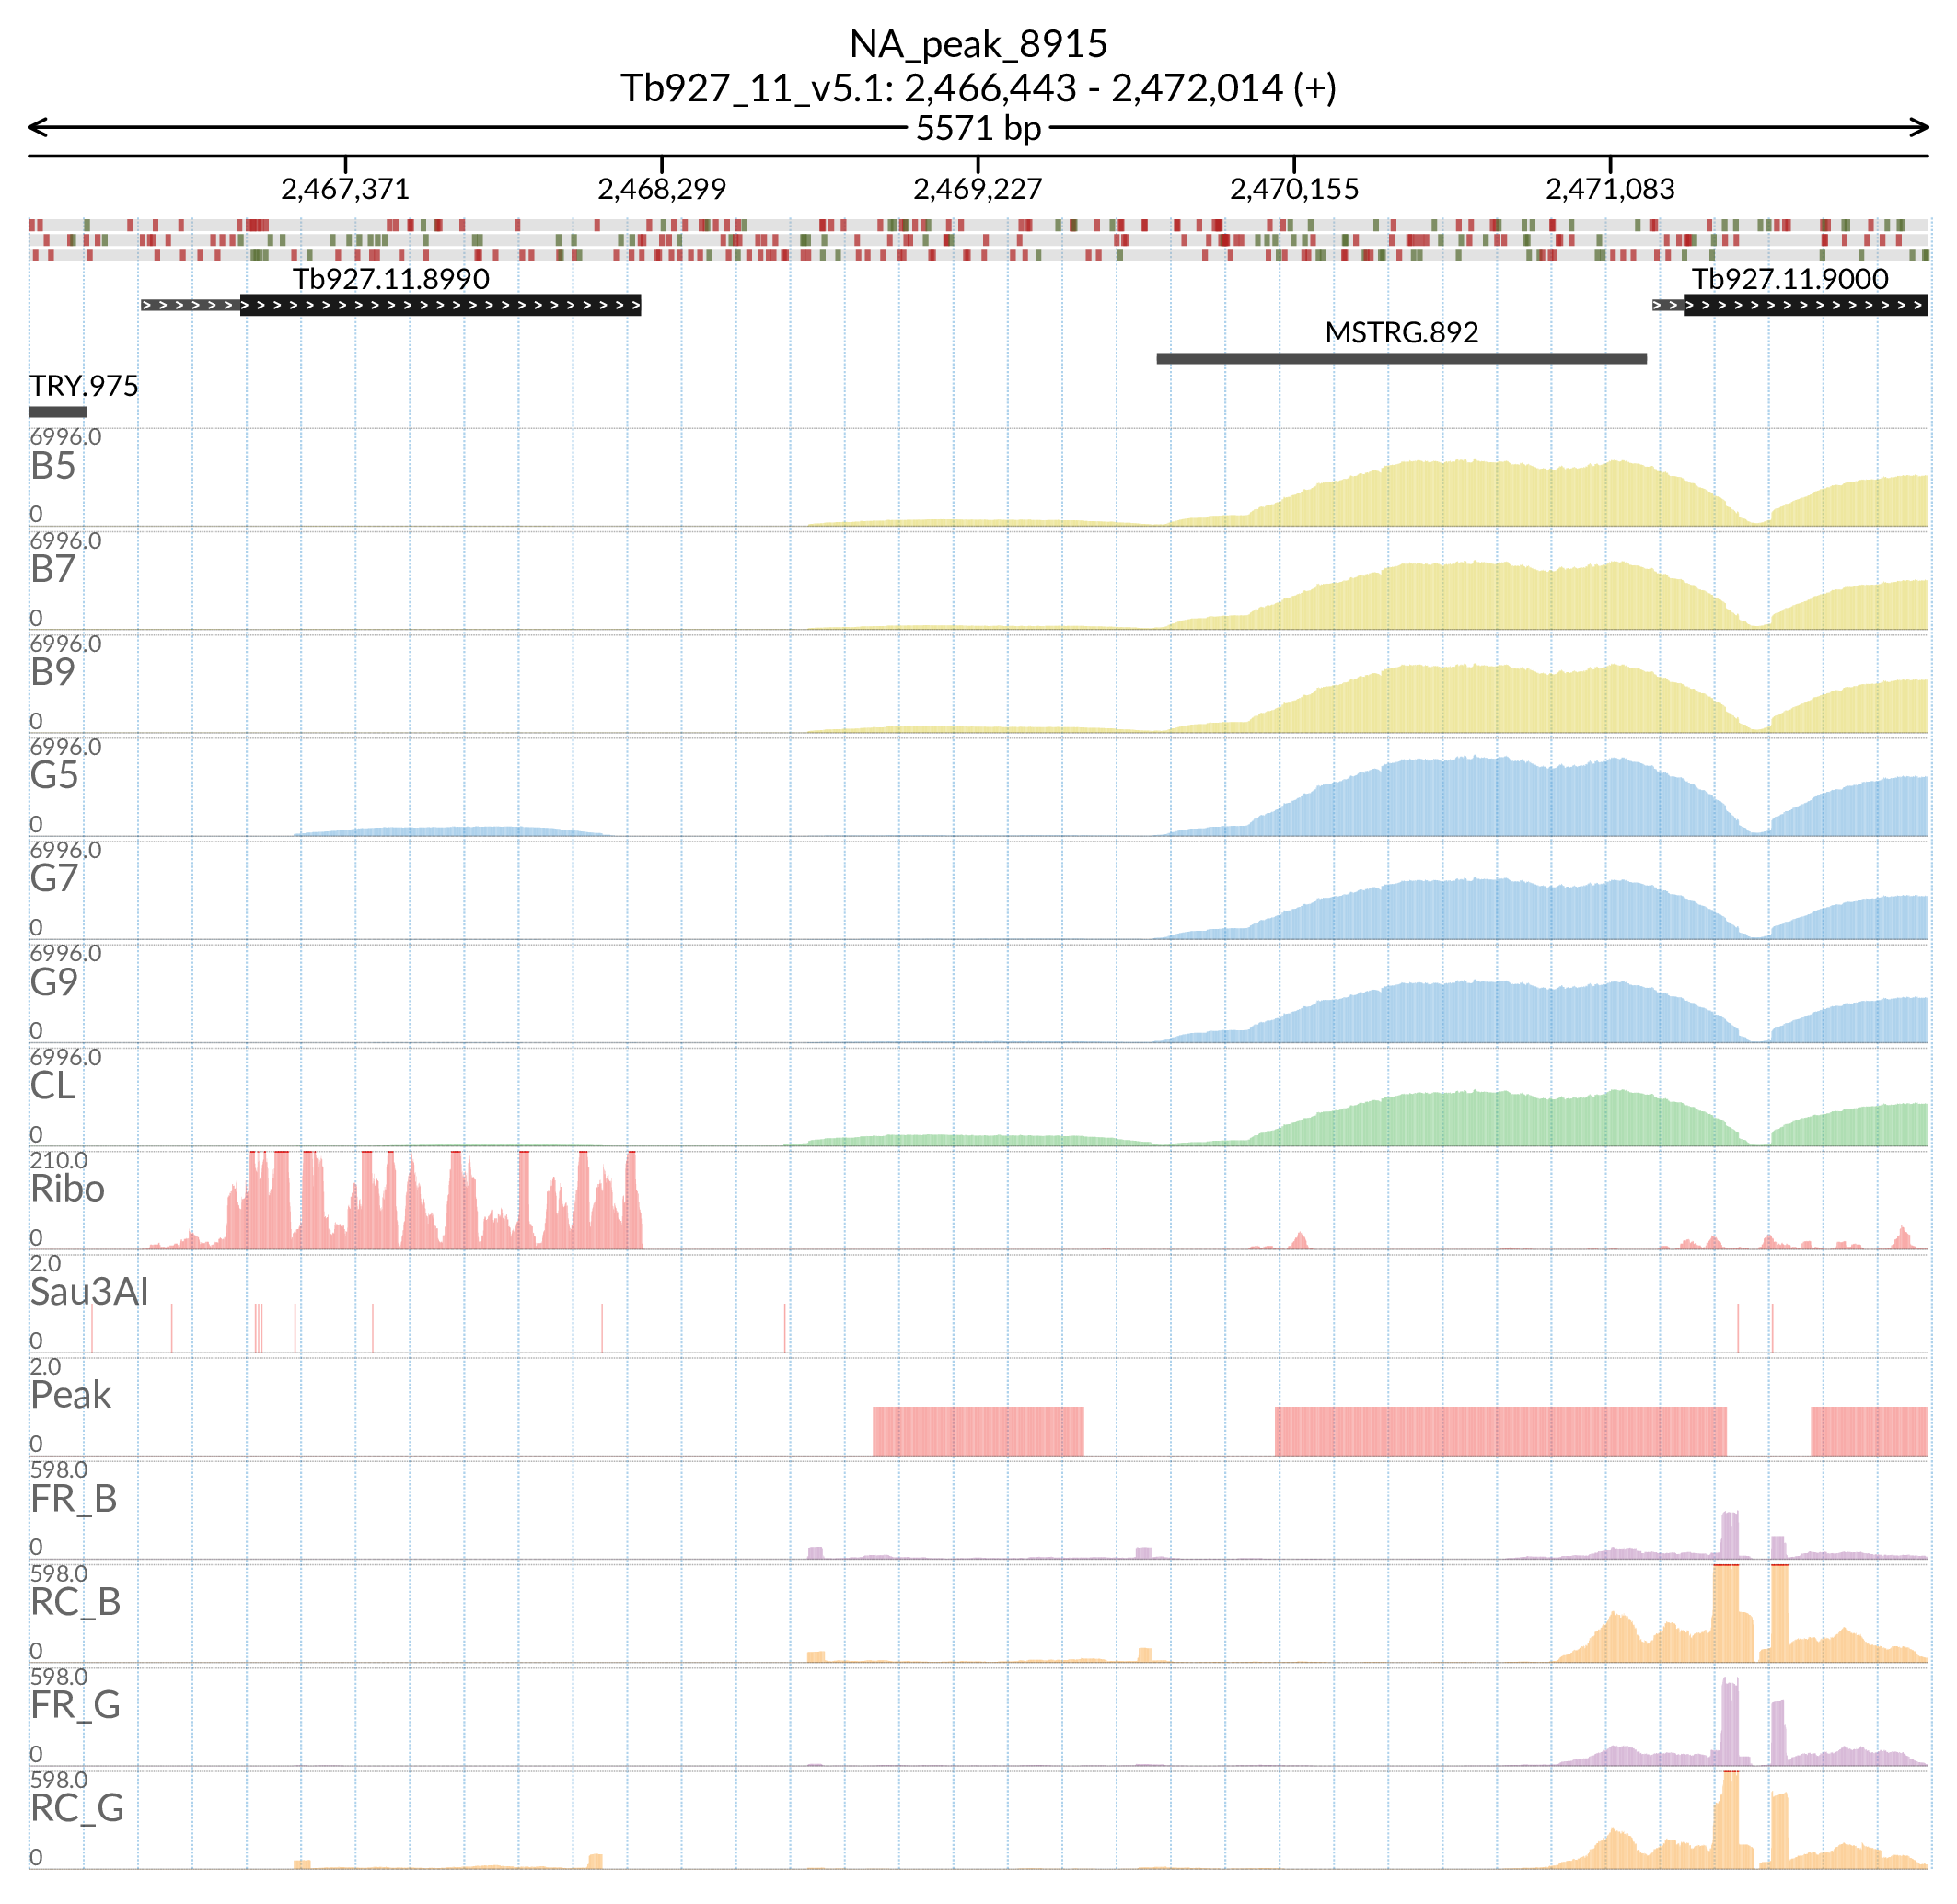 NA_peak_8915
Tb927_11_v5.1: 2,466,443 - 2,472,014 (+)
5571 bp
2,467,371 2,468,299 2,469,227 2,470,155 2,471,083
Tb927.11.8990 Tb927.11.9000
MSTRG.892
TRY.975
6996.0
B5
0
6996.0
B7
0
6996.0
B9
0
6996.0
G5
0
6996.0
G7
0
6996.0
G9
0
6996.0
CL
0
210.0
Ribo
0
2.0
Sau3AI
0
2.0
Peak
0
598.0
FR_B
0
598.0
RC_B
0
598.0
FR_G
0
598.0
RC_G
0